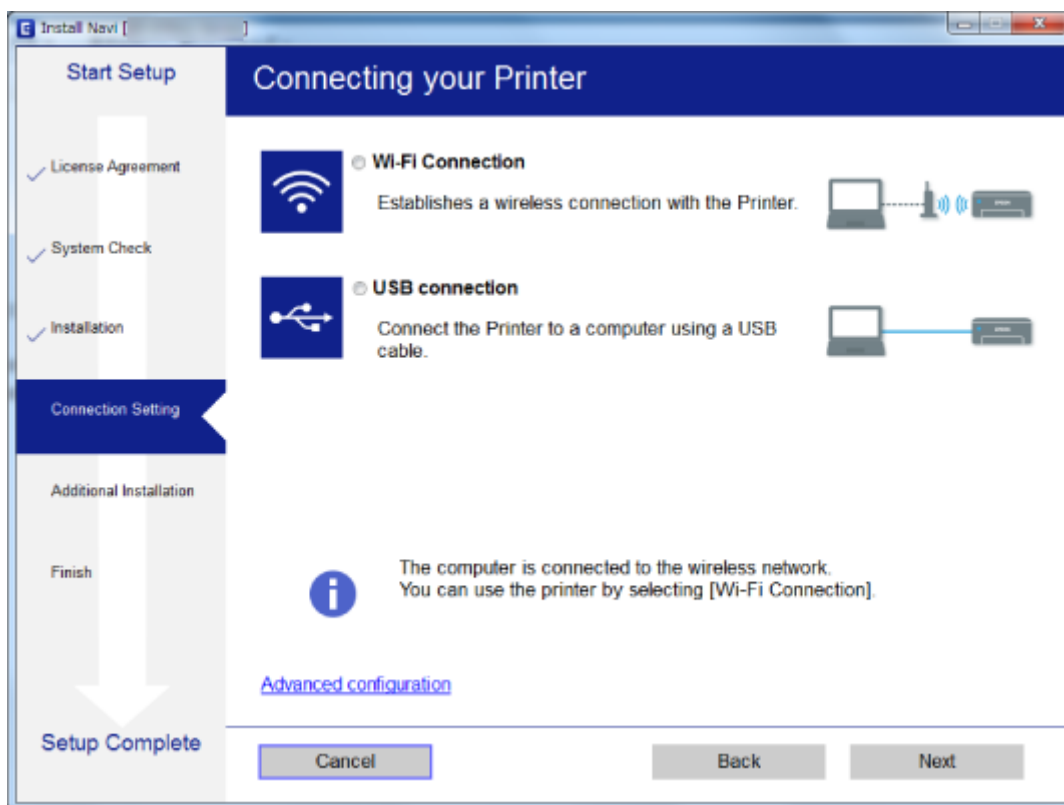 Install Navi [ ]
Start Setup
License Agreement
System Check
Installation
Connection Setting
Additional Installation
Finish
Setup Complete
Connecting your Printer
Wi-Fi Connection
Establishes a wireless connection with the Printer.
USB connection
Connect the Printer to a computer using a USB
cable.
The computer is connected to the wireless network.
You can use the printer by selecting [Wi-Fi Connection].
Advanced configuration
Cancel
Back
Next